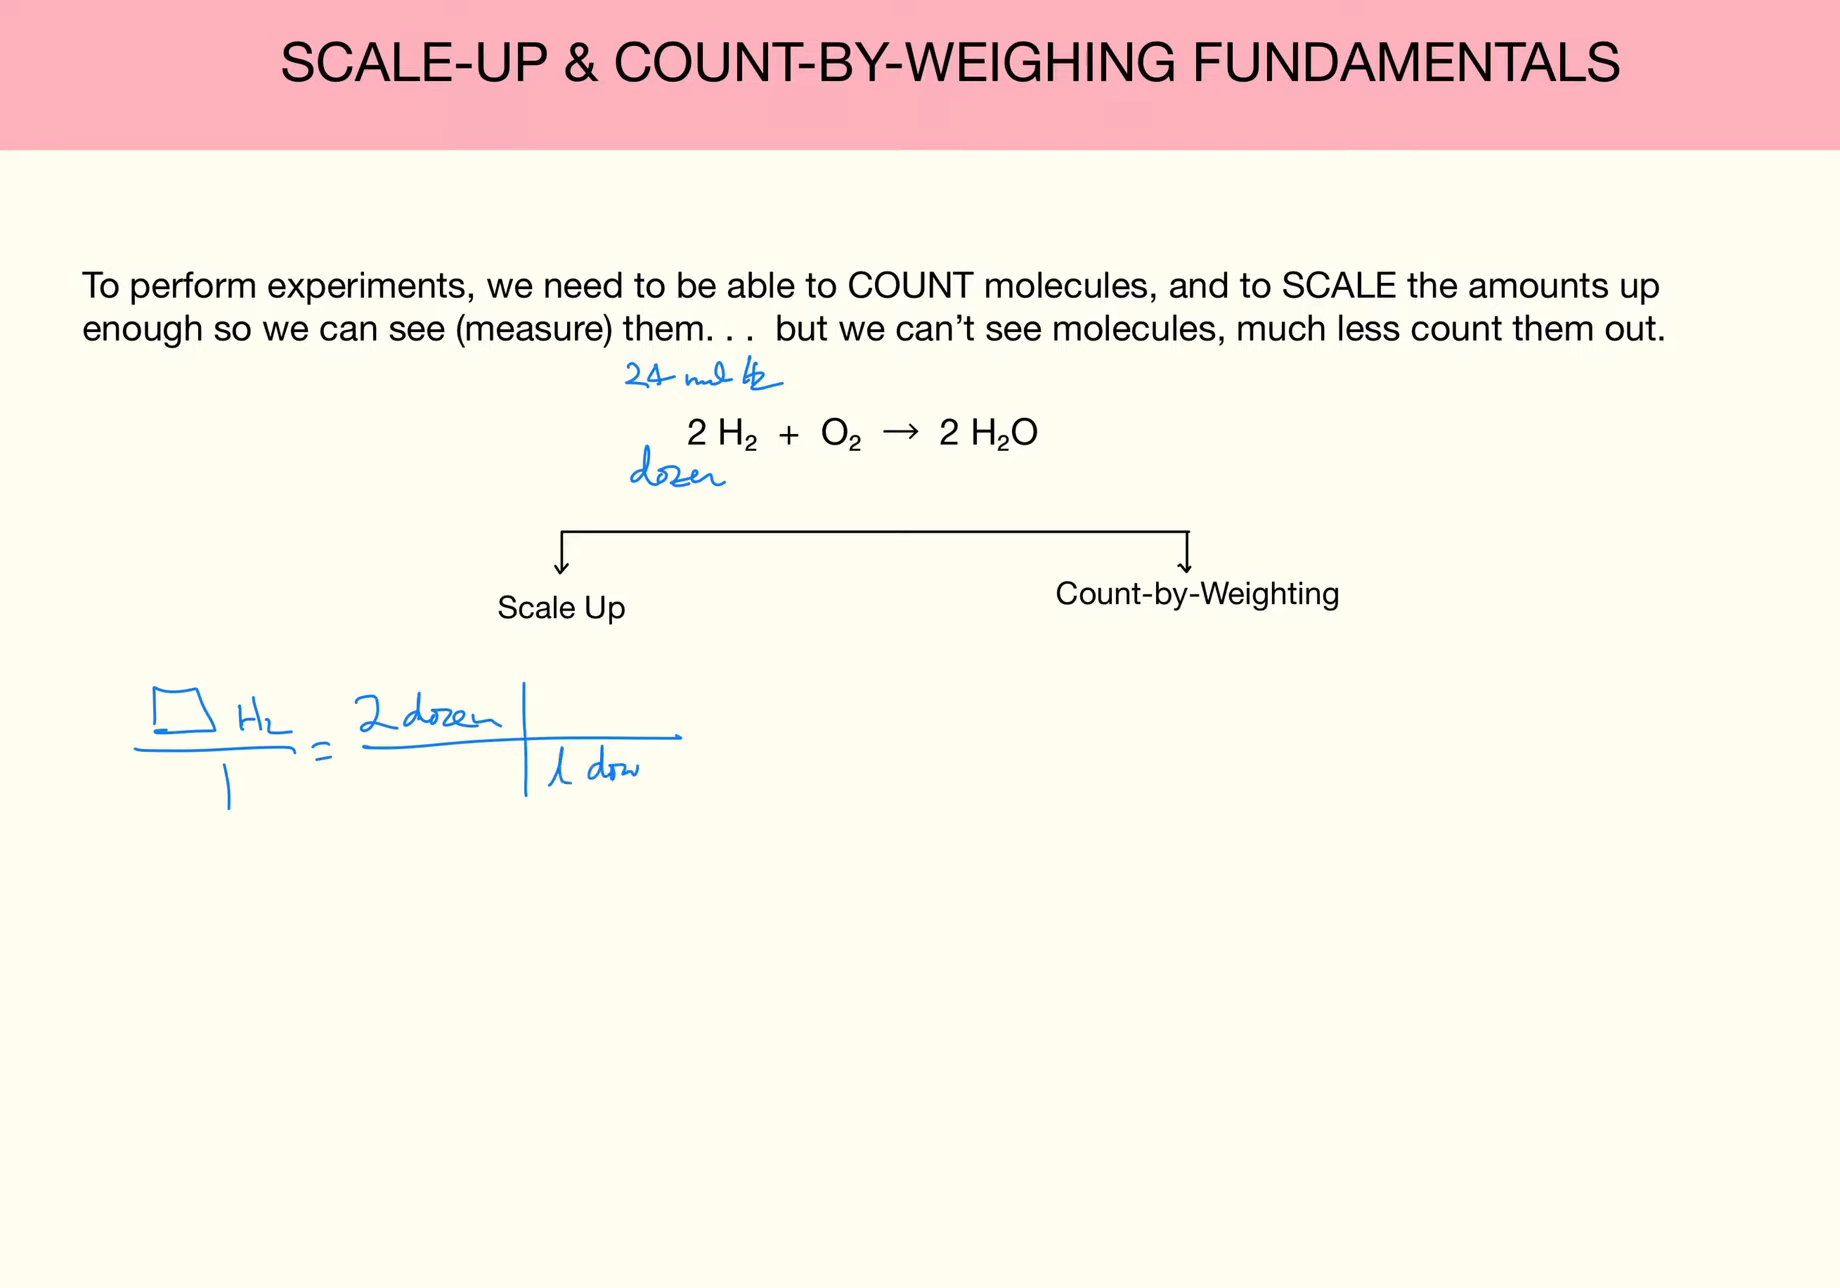 SCALE-UP & COUNT-BY-WEIGHING FUNDAMENTALS
To perform experiments, we need to be able to COUNT molecules, and to SCALE the amounts up
enough so we can see (measure) them. . . but we can’t see molecules, much less count them out.
24 H₂
2 H₂ + O₂ → 2 H₂O
dozen
Scale Up
Count-by-Weighting
H₂ = 2 dozen
1
1